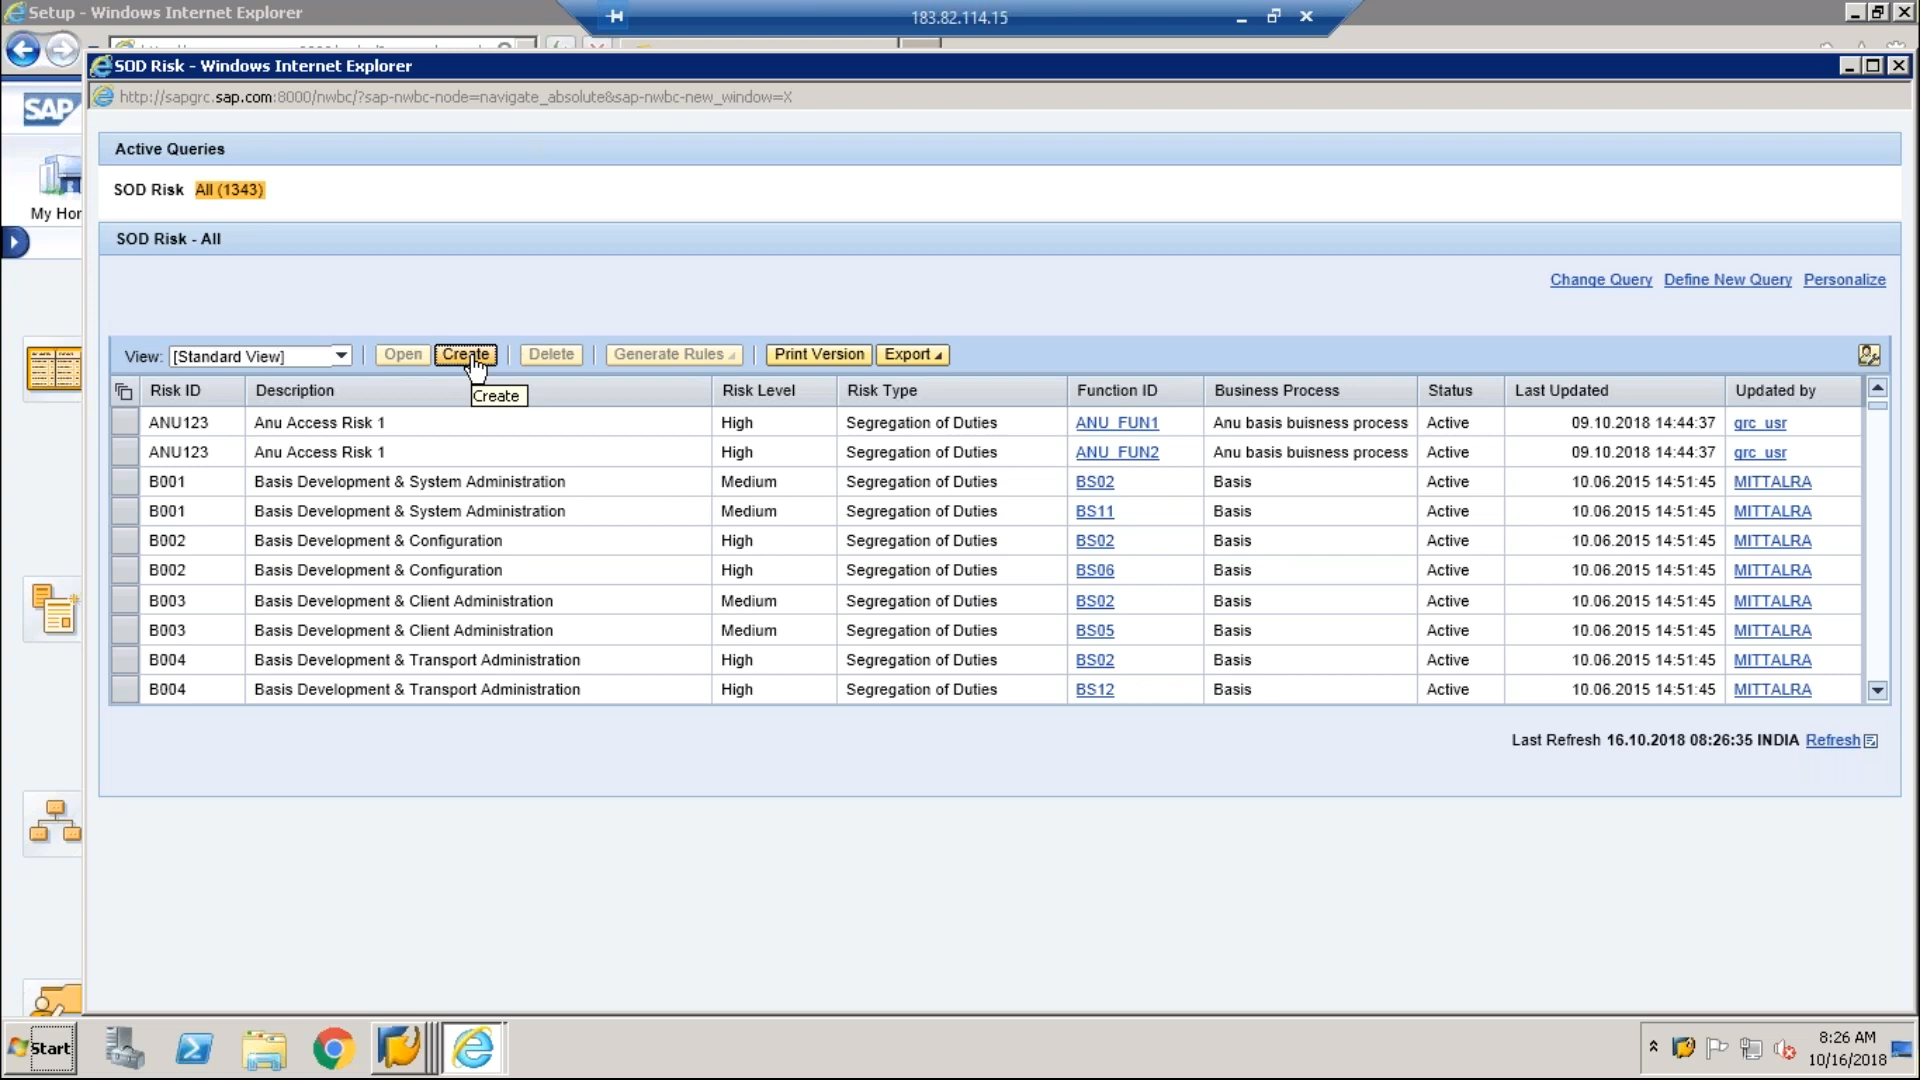 Setup - Windows Internet Explorer
183.82.114.15
SOD Risk - Windows Internet Explorer
http://sapgrc.sap.com:8000/nwbc/?sap-nwbc-node=navigate_absolute&sap-nwbc-new_window=X
SAP
My Hor
Active Queries
SOD Risk All (1343)
SOD Risk - All
Change Query Define New Query Personalize
View: [Standard View] Open Create Delete Generate Rules Print Version Export
Create
Risk ID Description Risk Level Risk Type Function ID Business Process Status Last Updated Updated by
ANU123 Anu Access Risk 1 High Segregation of Duties ANU_FUN1 Anu basis buisness process Active 09.10.2018 14:44:37 grc_usr
ANU123 Anu Access Risk 1 High Segregation of Duties ANU_FUN2 Anu basis buisness process Active 09.10.2018 14:44:37 grc_usr
B001 Basis Development & System Administration Medium Segregation of Duties BS02 Basis Active 10.06.2015 14:51:45 MITTALRA
B001 Basis Development & System Administration Medium Segregation of Duties BS11 Basis Active 10.06.2015 14:51:45 MITTALRA
B002 Basis Development & Configuration High Segregation of Duties BS02 Basis Active 10.06.2015 14:51:45 MITTALRA
B002 Basis Development & Configuration High Segregation of Duties BS06 Basis Active 10.06.2015 14:51:45 MITTALRA
B003 Basis Development & Client Administration Medium Segregation of Duties BS02 Basis Active 10.06.2015 14:51:45 MITTALRA
B003 Basis Development & Client Administration Medium Segregation of Duties BS05 Basis Active 10.06.2015 14:51:45 MITTALRA
B004 Basis Development & Transport Administration High Segregation of Duties BS02 Basis Active 10.06.2015 14:51:45 MITTALRA
B004 Basis Development & Transport Administration High Segregation of Duties BS12 Basis Active 10.06.2015 14:51:45 MITTALRA
Last Refresh 16.10.2018 08:26:35 INDIA Refresh
Start
8:26 AM
10/16/2018